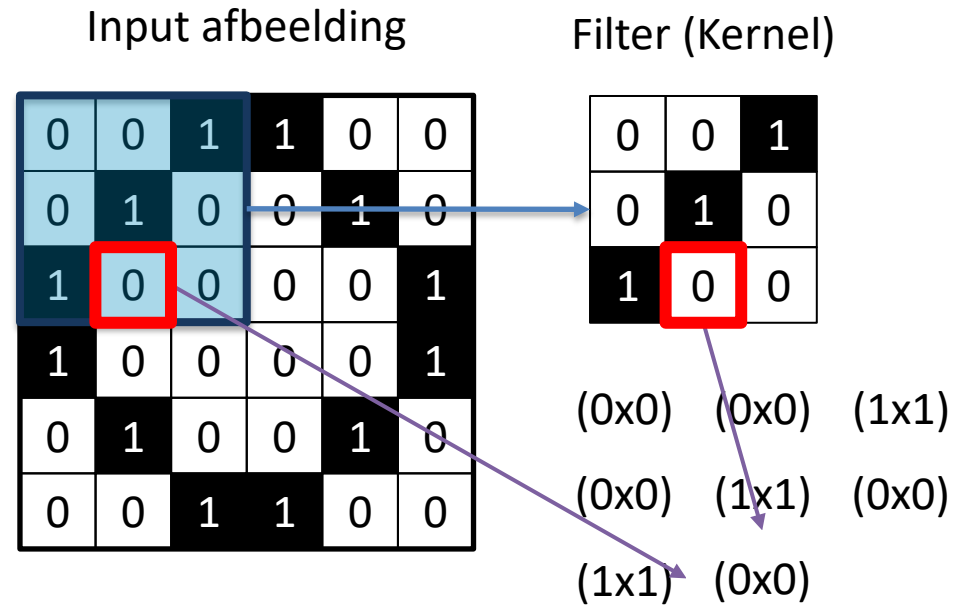 Input afbeelding
0 0 1 1 0 0
0 1 0 0 1 0
1 0 0 0 0 1
1 0 0 0 0 1
0 1 0 0 1 0
0 0 1 1 0 0
Filter (Kernel)
0 0 1
0 1 0
1 0 0
(0x0) (0x0) (1x1)
(0x0) (1x1) (0x0)
(1x1) (0x0)